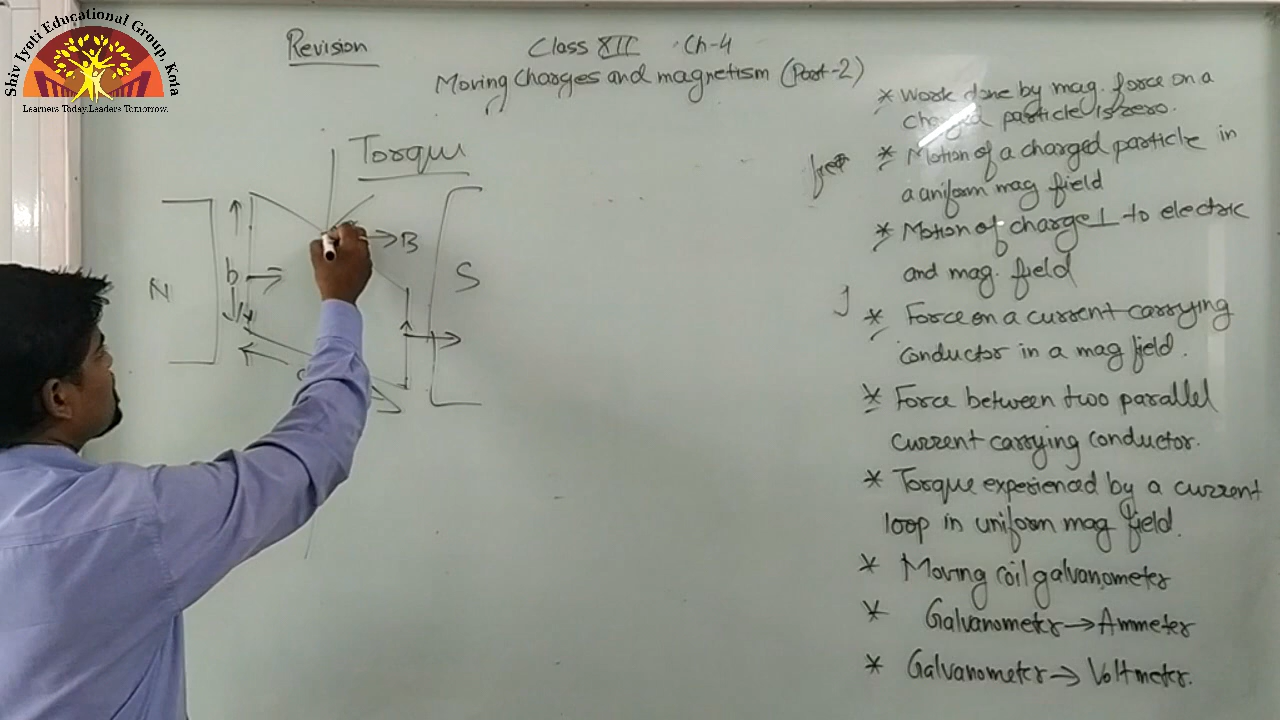 Shiv Jyoti Educational Group, Kota
Learners Today.Leaders Tomorrow.
Revision
Class XII Ch-4
Moving Charges and magnetism (Part-2)
Torque
N
b
B
S
* Work done by mag. force on a
charged particle is zero.
* Motion of a charged particle in
a uniform mag field
* Motion of charge ⊥ to electric
and mag. field
* Force on a current carrying
conductor in a mag field.
* Force between two parallel
current carrying conductor.
* Torque experienced by a current
loop in uniform mag field.
* Moving coil galvanometer
* Galvanometer → Ammeter
* Galvanometer → Voltmeter.